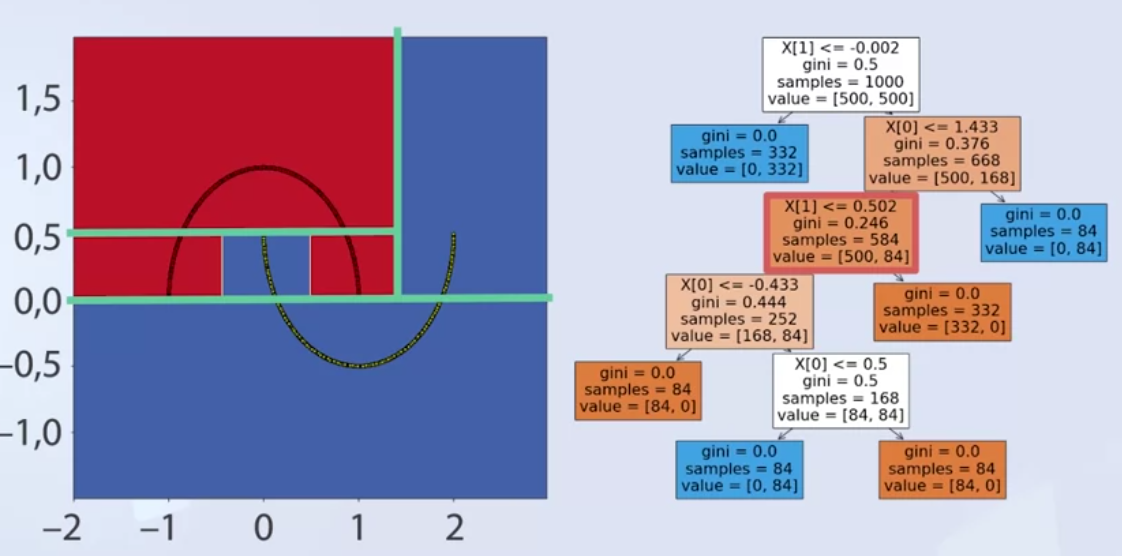 1,5
1,0
0,5
0,0
–0,5
–1,0
–2
–1
0
1
2
X[1] <= -0.002
gini = 0.5
samples = 1000
value = [500, 500]
gini = 0.0
samples = 332
value = [0, 332]
X[0] <= 1.433
gini = 0.376
samples = 668
value = [500, 168]
X[1] <= 0.502
gini = 0.246
samples = 584
value = [500, 84]
gini = 0.0
samples = 84
value = [0, 84]
X[0] <= -0.433
gini = 0.444
samples = 252
value = [168, 84]
gini = 0.0
samples = 332
value = [332, 0]
gini = 0.0
samples = 84
value = [84, 0]
X[0] <= 0.5
gini = 0.5
samples = 168
value = [84, 84]
gini = 0.0
samples = 84
value = [0, 84]
gini = 0.0
samples = 84
value = [84, 0]